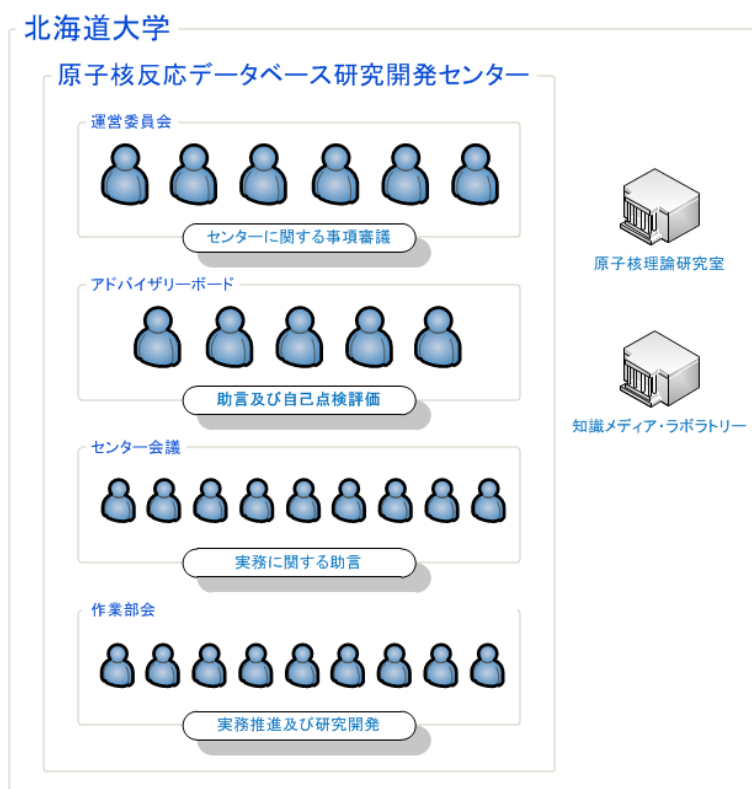 北海道大学
原子核反応データベース研究開発センター
運営委員会
センターに関する事項審議
アドバイザリーボード
助言及び自己点検評価
センター会議
実務に関する助言
作業部会
実務推進及び研究開発
原子核理論研究室
知識メディア・ラボラトリー